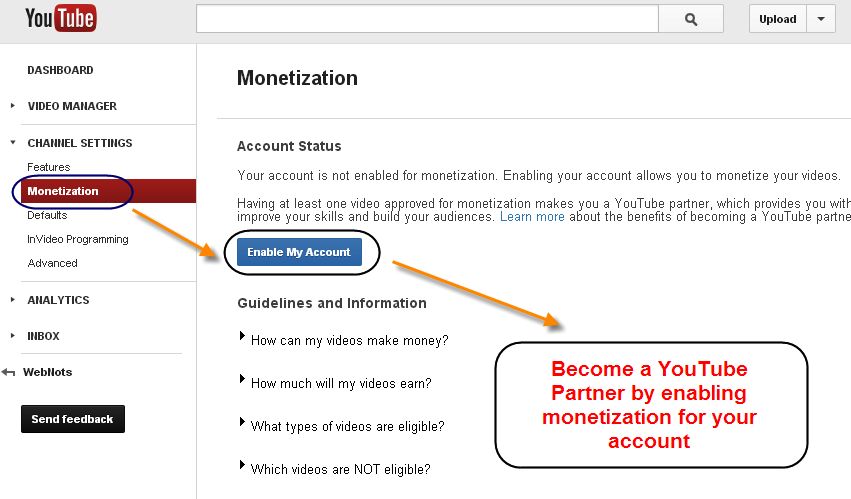 YouTube
Upload
DASHBOARD
VIDEO MANAGER
CHANNEL SETTINGS
Features
Monetization
Defaults
InVideo Programming
Advanced
ANALYTICS
INBOX
WebNots
Send feedback
Monetization
Account Status
Your account is not enabled for monetization. Enabling your account allows you to monetize your videos.
Having at least one video approved for monetization makes you a YouTube partner, which provides you with
improve your skills and build your audiences. Learn more about the benefits of becoming a YouTube partne
Enable My Account
Guidelines and Information
How can my videos make money?
How much will my videos earn?
What types of videos are eligible?
Which videos are NOT eligible?
Become a YouTube
Partner by enabling
monetization for your
account